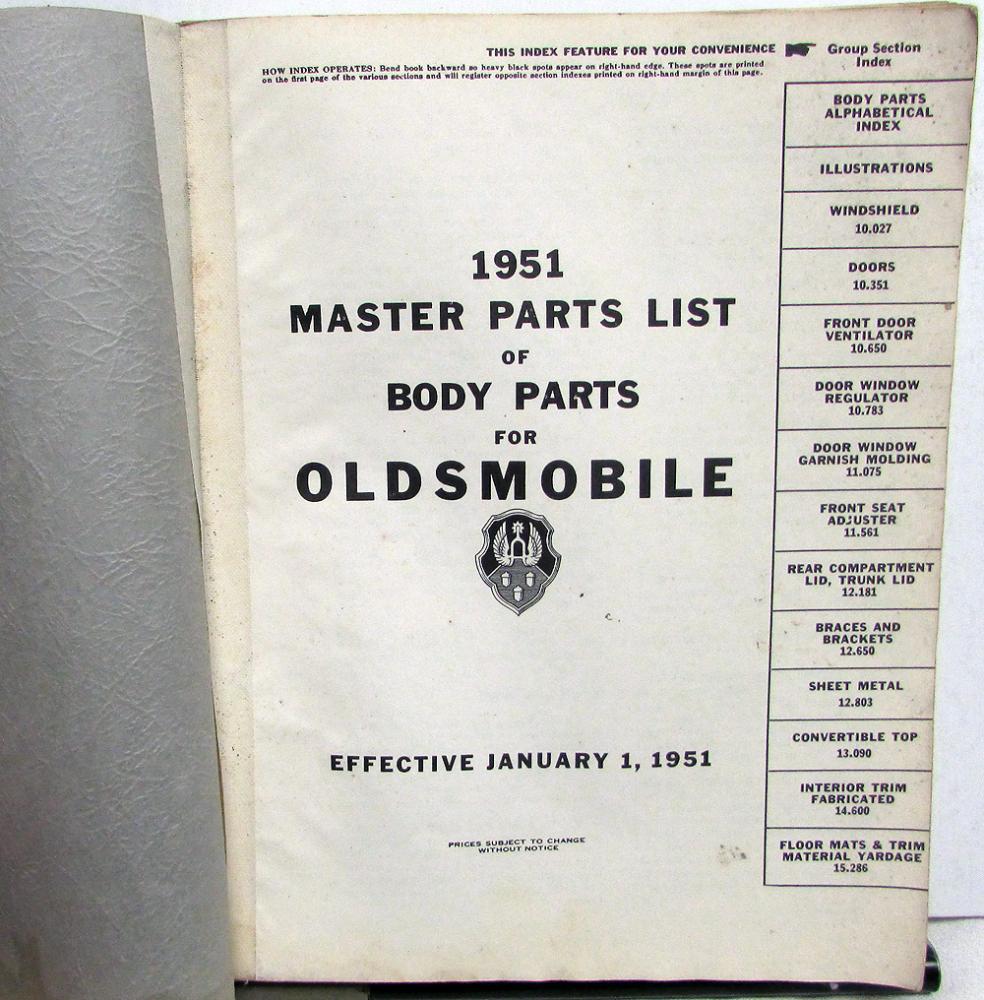 THIS INDEX FEATURE FOR YOUR CONVENIENCE
Group Section
Index
HOW INDEX OPERATES: Bend book backward so heavy black spots appear on right-hand edge. These spots are printed
on the first page of the various sections and will register opposite section indexes printed on right-hand margin of this page.
1951
MASTER PARTS LIST
OF
BODY PARTS
FOR
OLDSMOBILE
EFFECTIVE JANUARY 1, 1951
PRICES SUBJECT TO CHANGE
WITHOUT NOTICE
BODY PARTS
ALPHABETICAL
INDEX
ILLUSTRATIONS
WINDSHIELD
10.027
DOORS
10.351
FRONT DOOR
VENTILATOR
10.650
DOOR WINDOW
REGULATOR
10.783
DOOR WINDOW
GARNISH MOLDING
11.075
FRONT SEAT
ADJUSTER
11.561
REAR COMPARTMENT
LID, TRUNK LID
12.181
BRACES AND
BRACKETS
12.650
SHEET METAL
12.803
CONVERTIBLE TOP
13.090
INTERIOR TRIM
FABRICATED
14.600
FLOOR MATS & TRIM
MATERIAL YARDAGE
15.286